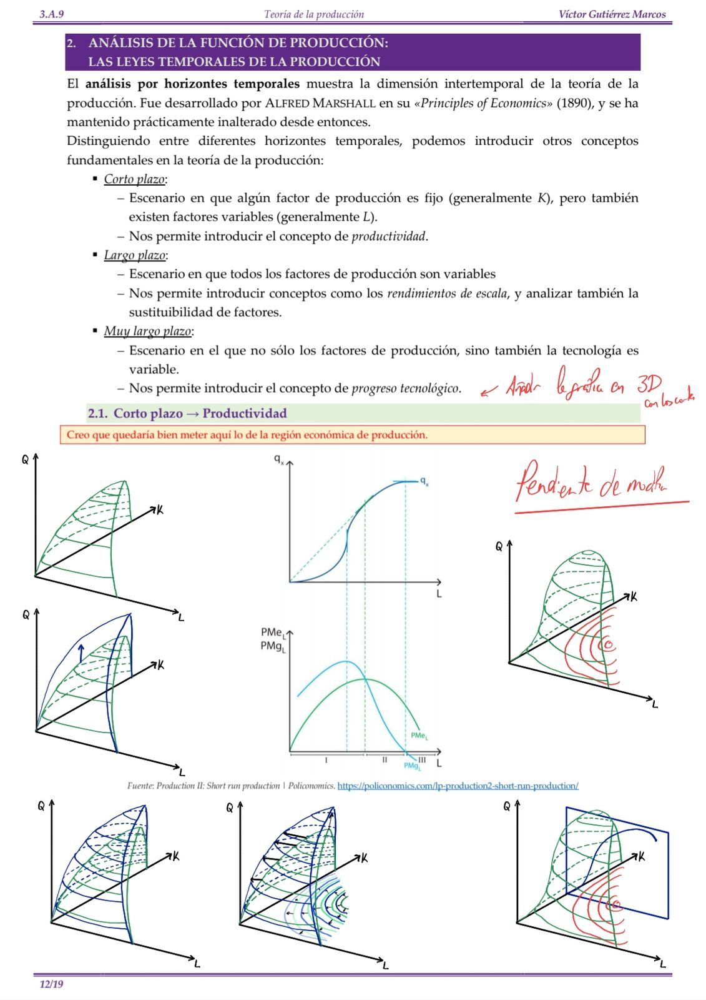 3.A.9 Teoría de la producción Víctor Gutiérrez Marcos
2. ANÁLISIS DE LA FUNCIÓN DE PRODUCCIÓN:
LAS LEYES TEMPORALES DE LA PRODUCCIÓN
El análisis por horizontes temporales muestra la dimensión intertemporal de la teoría de la
producción. Fue desarrollado por ALFRED MARSHALL en su «Principles of Economics» (1890), y se ha
mantenido prácticamente inalterado desde entonces.
Distinguiendo entre diferentes horizontes temporales, podemos introducir otros conceptos
fundamentales en la teoría de la producción:
▪ Corto plazo:
– Escenario en que algún factor de producción es fijo (generalmente K), pero también
existen factores variables (generalmente L).
– Nos permite introducir el concepto de productividad.
▪ Largo plazo:
– Escenario en que todos los factores de producción son variables
– Nos permite introducir conceptos como los rendimientos de escala, y analizar también la
sustituibilidad de factores.
▪ Muy largo plazo:
– Escenario en el que no sólo los factores de producción, sino también la tecnología es
variable.
– Nos permite introducir el concepto de progreso tecnológico.
← Añadir la gráfica en 3D
con los cortes
2.1. Corto plazo → Productividad
Creo que quedaría bien meter aquí lo de la región económica de producción.
Q
K
L
qx
qx
L
Pendiente de
Q
K
L
Q
K
L
PMeL
PMgL
PMeL
I II III
PMgL
L
Fuente: Production II: Short run production | Policonomics. https://policonomics.com/lp-production2-short-run-production/
Q
K
L
Q
K
L
Q
K
L
12/19